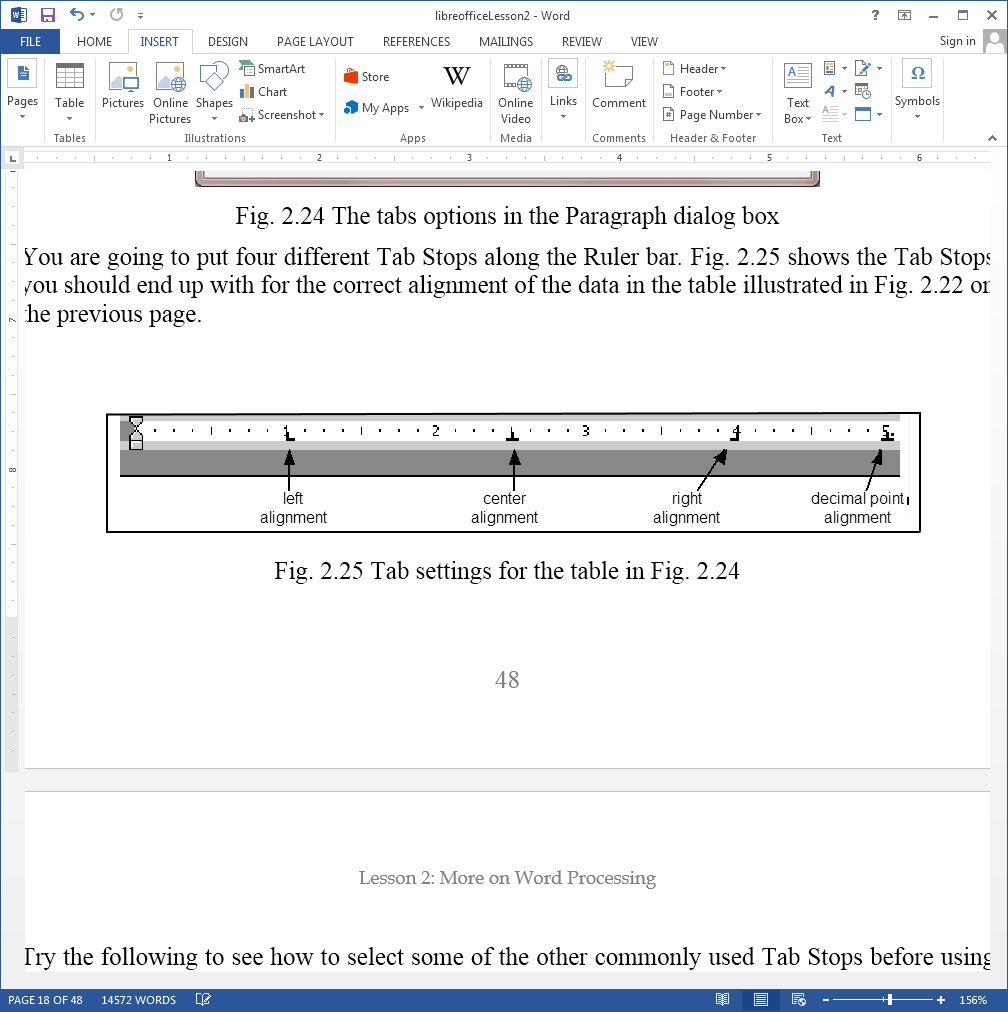 libreofficeLesson2 - Word
?
FILE HOME INSERT DESIGN PAGE LAYOUT REFERENCES MAILINGS REVIEW VIEW Sign in
Pages
Table
Tables
Pictures
Online Pictures
Shapes
SmartArt
Chart
Screenshot
Illustrations
Store
My Apps
W
Wikipedia
Apps
Online Video
Media
Links
Comment
Comments
Header
Footer
Page Number
#
Header & Footer
A
Text Box
A
A
Text
Ω
Symbols
L
1 2 3 4 5 6
Fig. 2.24 The tabs options in the Paragraph dialog box
You are going to put four different Tab Stops along the Ruler bar. Fig. 2.25 shows the Tab Stops
you should end up with for the correct alignment of the data in the table illustrated in Fig. 2.22 on
the previous page.
7
8
1 2 3 4 5
left alignment
center alignment
right alignment
decimal point alignment
Fig. 2.25 Tab settings for the table in Fig. 2.24
48
Lesson 2: More on Word Processing
Try the following to see how to select some of the other commonly used Tab Stops before using
PAGE 18 OF 48 14572 WORDS 156%